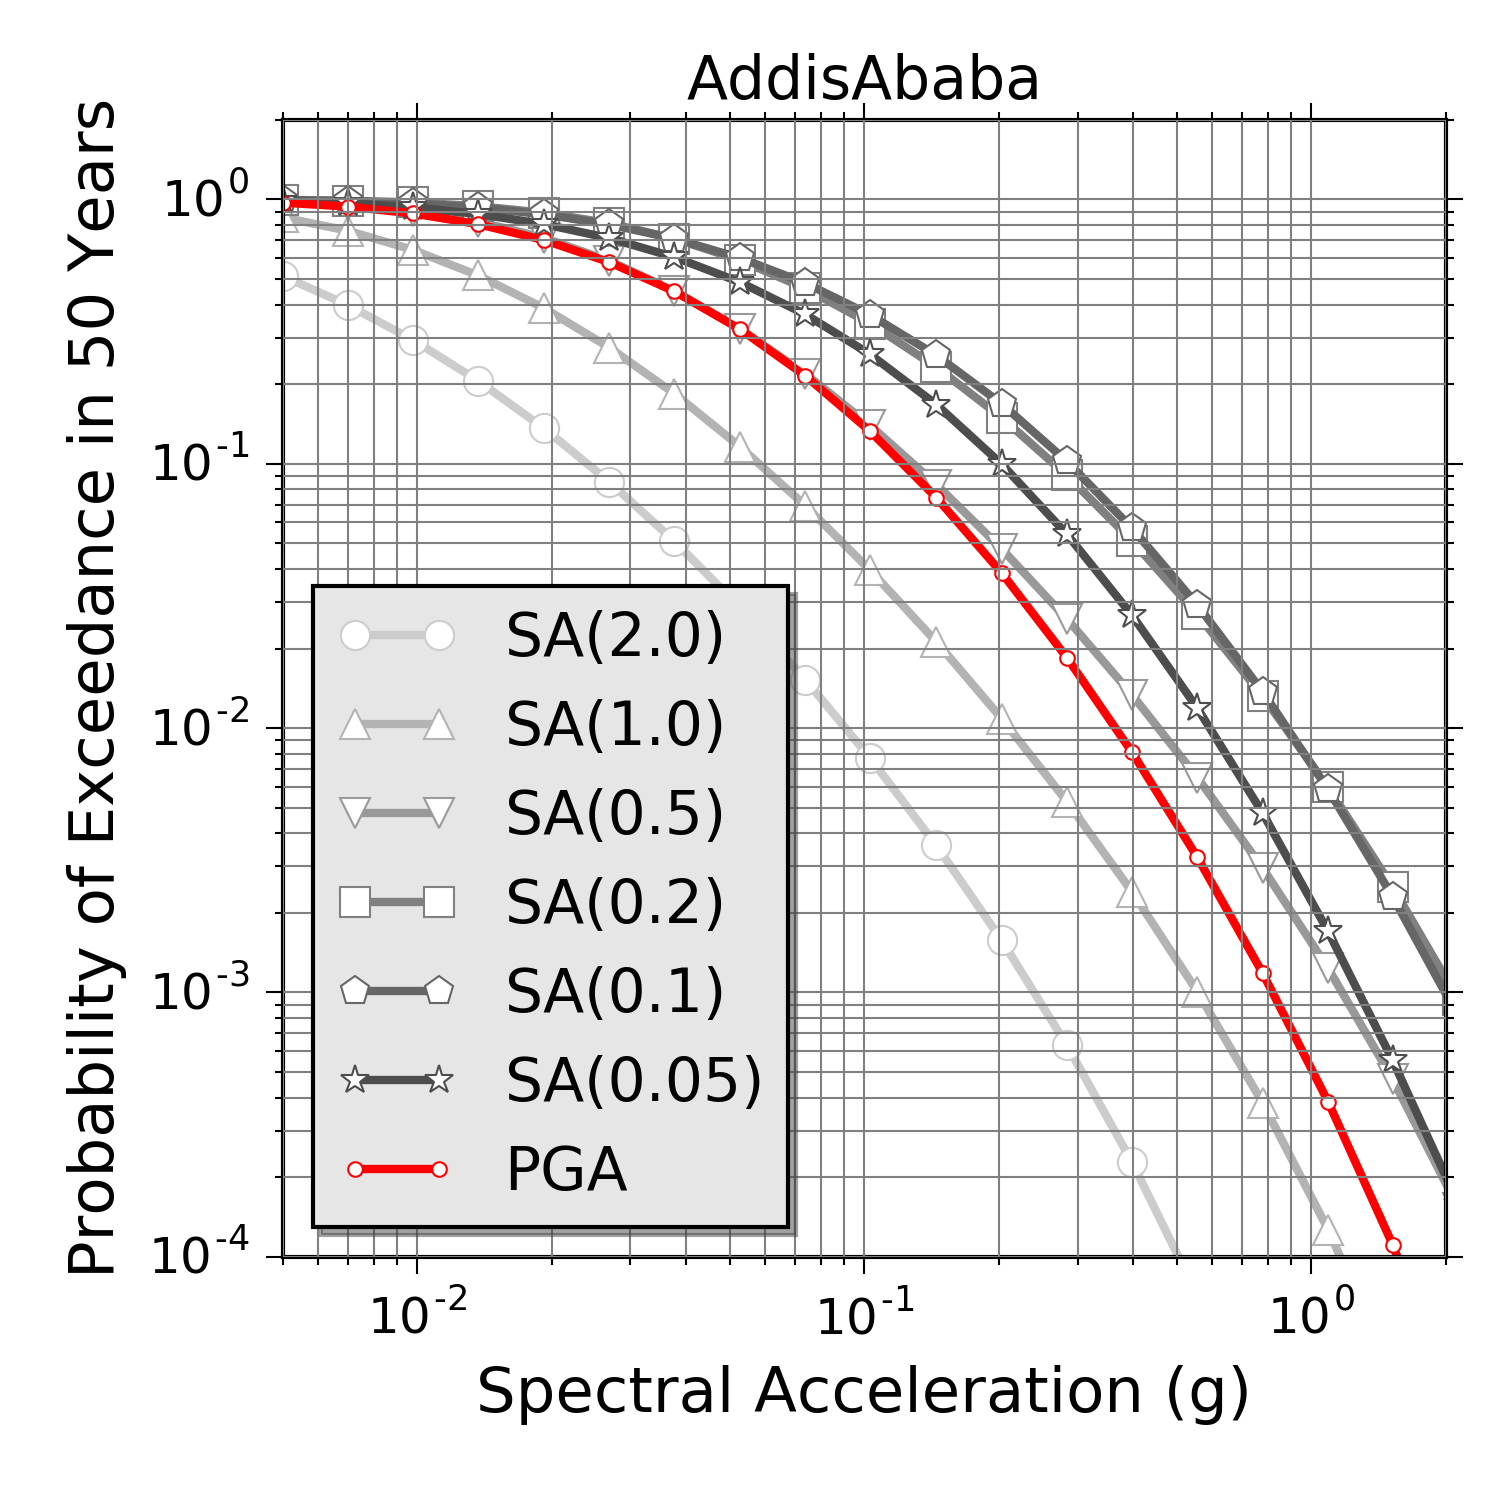 AddisAbaba
Probability of Exceedance in 50 Years
10^0
10^-1
10^-2
10^-3
10^-4
SA(2.0)
SA(1.0)
SA(0.5)
SA(0.2)
SA(0.1)
SA(0.05)
PGA
10^-2 10^-1 10^0
Spectral Acceleration (g)